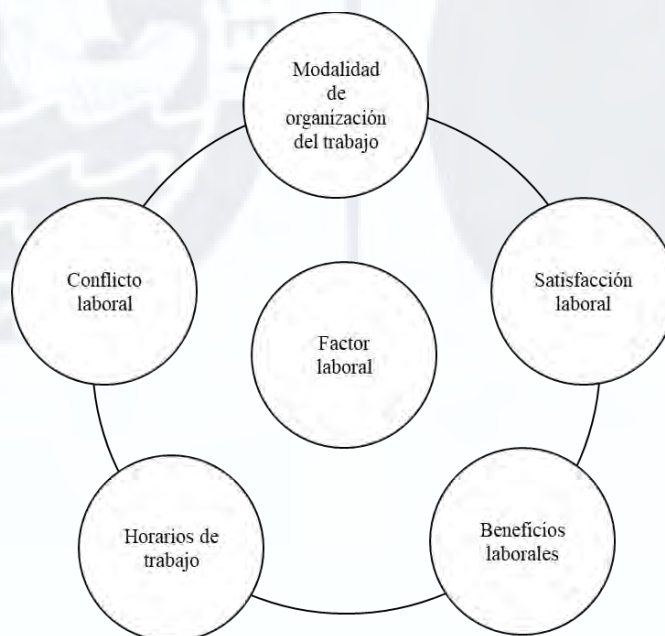 Modalidad
de
organización
del trabajo
Conflicto
laboral
Satisfacción
laboral
Factor
laboral
Horarios de
trabajo
Beneficios
laborales